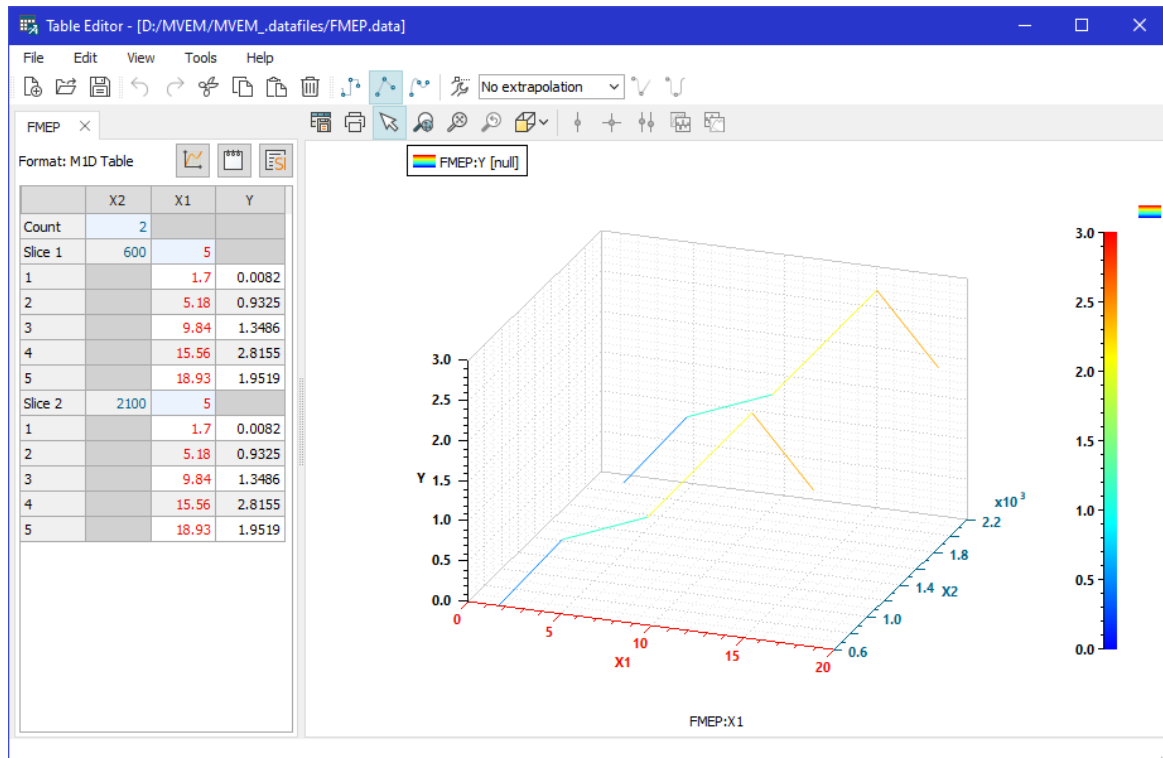 Table Editor - [D:/MVEM/MVEM_.datafiles/FMEP.data]
File Edit View Tools Help
No extrapolation
FMEP
Format: M1D Table
SI
X2 X1 Y
Count 2
Slice 1 600 5
1 1.7 0.0082
2 5.18 0.9325
3 9.84 1.3486
4 15.56 2.8155
5 18.93 1.9519
Slice 2 2100 5
1 1.7 0.0082
2 5.18 0.9325
3 9.84 1.3486
4 15.56 2.8155
5 18.93 1.9519
FMEP:Y [null]
3.0
2.5
2.0
1.5
1.0
0.5
0.0
Y
0
5
10
15
20
X1
0.6
1.0
1.4
1.8
2.2
X2
x10 3
3.0
2.5
2.0
1.5
1.0
0.5
0.0
FMEP:X1